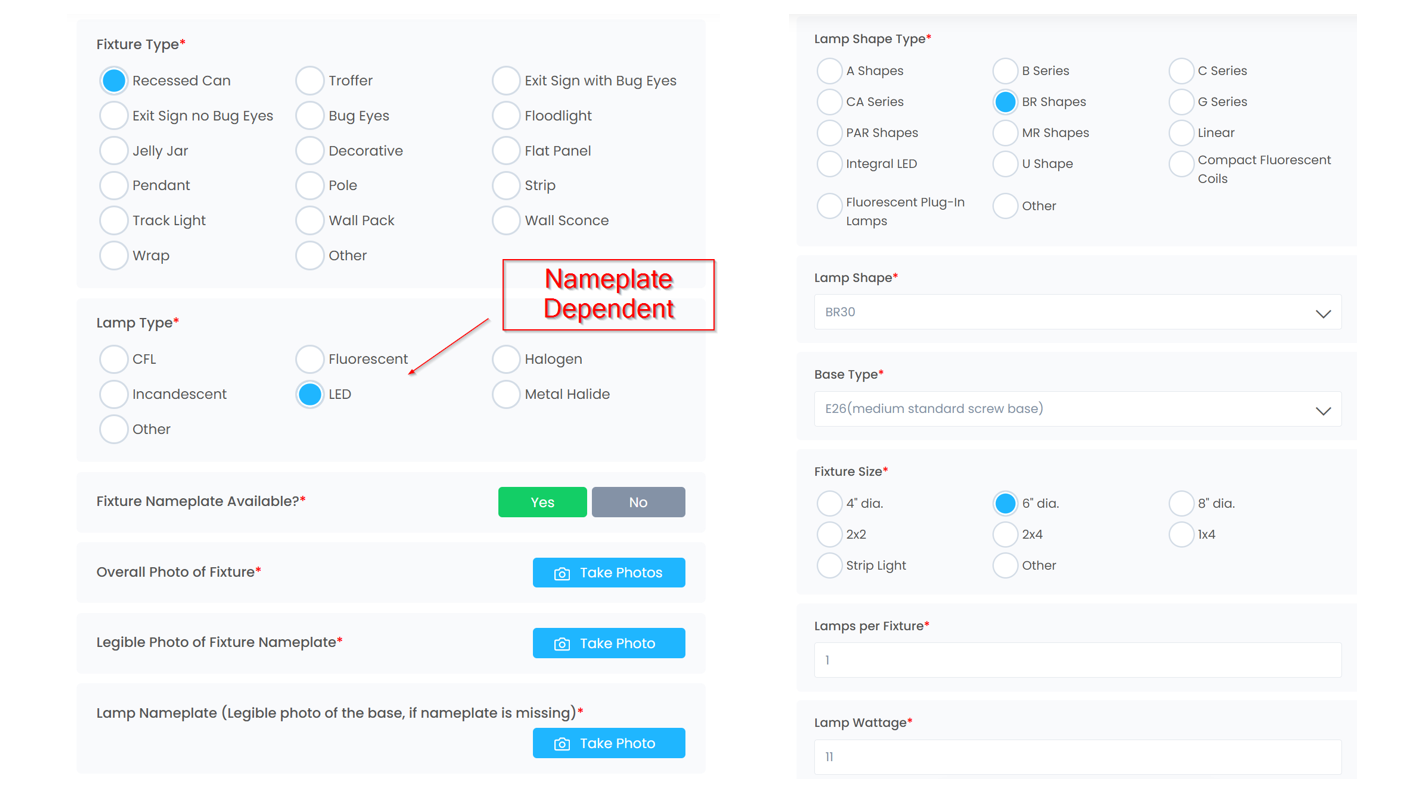 Fixture Type*
Recessed Can
Troffer
Exit Sign with Bug Eyes
Exit Sign no Bug Eyes
Bug Eyes
Floodlight
Jelly Jar
Decorative
Flat Panel
Pendant
Pole
Strip
Track Light
Wall Pack
Wall Sconce
Wrap
Other
Nameplate
Dependent
Lamp Type*
CFL
Fluorescent
Halogen
Incandescent
LED
Metal Halide
Other
Fixture Nameplate Available?*
Yes
No
Overall Photo of Fixture*
Take Photos
Legible Photo of Fixture Nameplate*
Take Photo
Lamp Nameplate (Legible photo of the base, if nameplate is missing)*
Take Photo
Lamp Shape Type*
A Shapes
B Series
C Series
CA Series
BR Shapes
G Series
PAR Shapes
MR Shapes
Linear
Integral LED
U Shape
Compact Fluorescent
Coils
Fluorescent Plug-In
Lamps
Other
Lamp Shape*
BR30
Base Type*
E26(medium standard screw base)
Fixture Size*
4" dia.
6" dia.
8" dia.
2x2
2x4
1x4
Strip Light
Other
Lamps per Fixture*
1
Lamp Wattage*
11